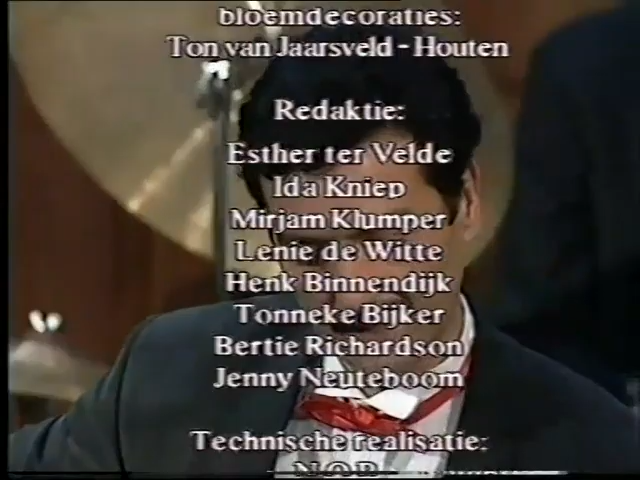 bloemdecoraties:
Ton van Jaarsveld - Houten
Redaktie:
Esther ter Velde
Ida Kniep
Mirjam Klumper
Lenie de Witte
Henk Binnendijk
Tonneke Bijker
Bertie Richardson
Jenny Neuteboom
Technische realisatie:
N.O.B.